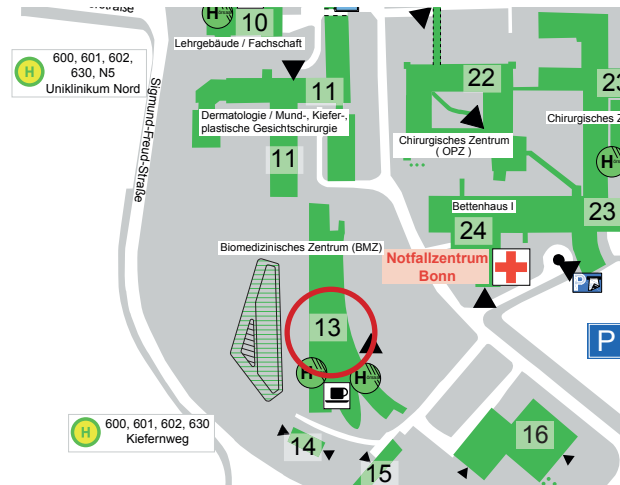 10
Lehrgebäude / Fachschaft
H
600, 601, 602,
630, N5
Uniklinikum Nord
Sigmund-Freud-Straße
11
Dermatologie / Mund-, Kiefer-,
plastische Gesichtschirurgie
11
22
Chirurgisches Zentrum
( OPZ )
Chirurgisches Z
H
Bettenhaus I
23
24
Biomedizinisches Zentrum (BMZ)
Notfallzentrum
Bonn
P
P
13
H
H
H
600, 601, 602, 630
Kiefernweg
14
15
16